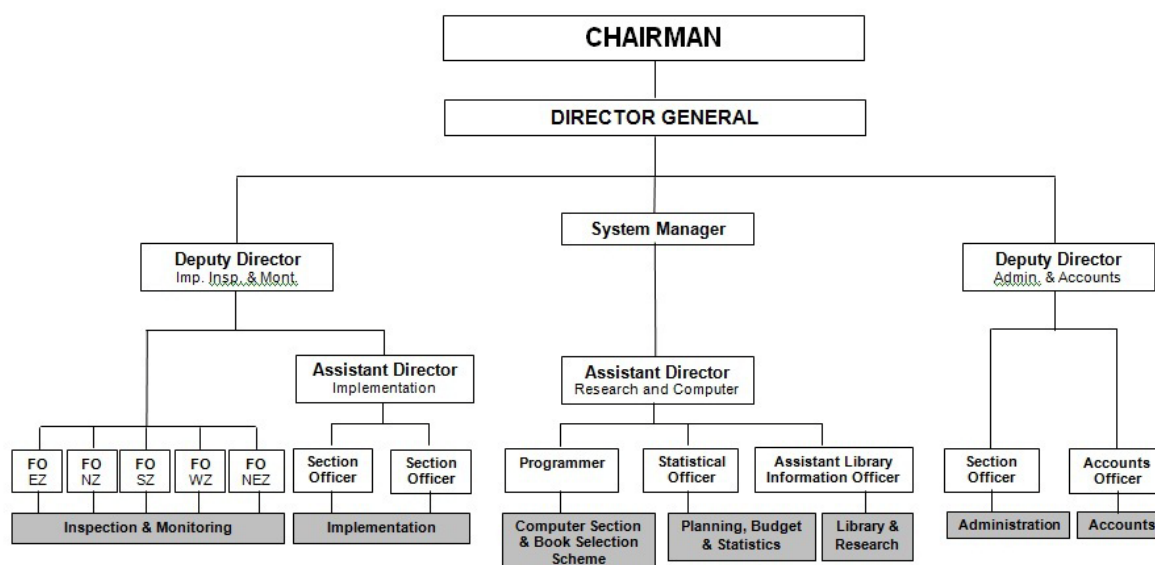 CHAIRMAN
DIRECTOR GENERAL
System Manager
Deputy Director
Imp. Insp. & Mont.
Deputy Director
Admin. & Accounts
Assistant Director
Implementation
Assistant Director
Research and Computer
FO
EZ
FO
NZ
FO
SZ
FO
WZ
FO
NEZ
Section
Officer
Section
Officer
Programmer
Statistical
Officer
Assistant Library
Information Officer
Section
Officer
Accounts
Officer
Inspection & Monitoring
Implementation
Computer Section
& Book Selection
Scheme
Planning, Budget
& Statistics
Library &
Research
Administration
Accounts